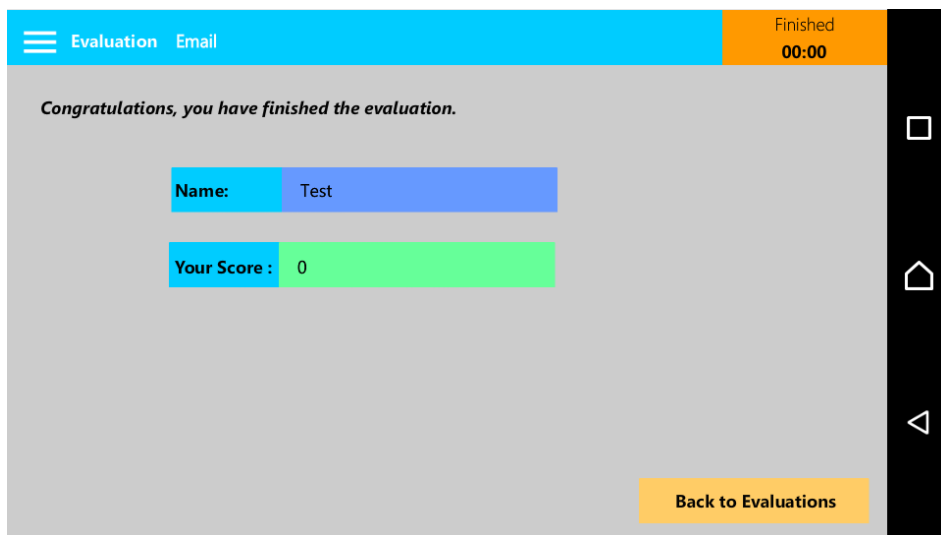 Evaluation Email
Finished
00:00
Congratulations, you have finished the evaluation.
Name: Test
Your Score : 0
Back to Evaluations